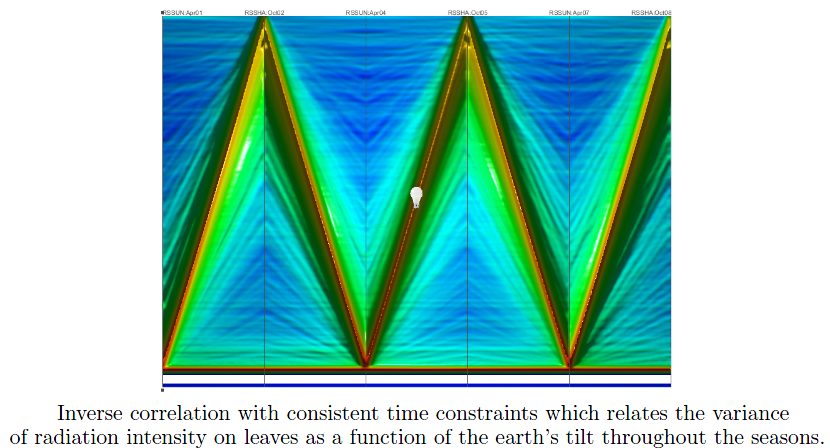 RSSUN:Apr01 RSSHA:Oct02 RSSUN:Apr04 RSSHA:Oct05 RSSUN:Apr07 RSSHA:Oct08
Inverse correlation with consistent time constraints which relates the variance
of radiation intensity on leaves as a function of the earth's tilt throughout the seasons.